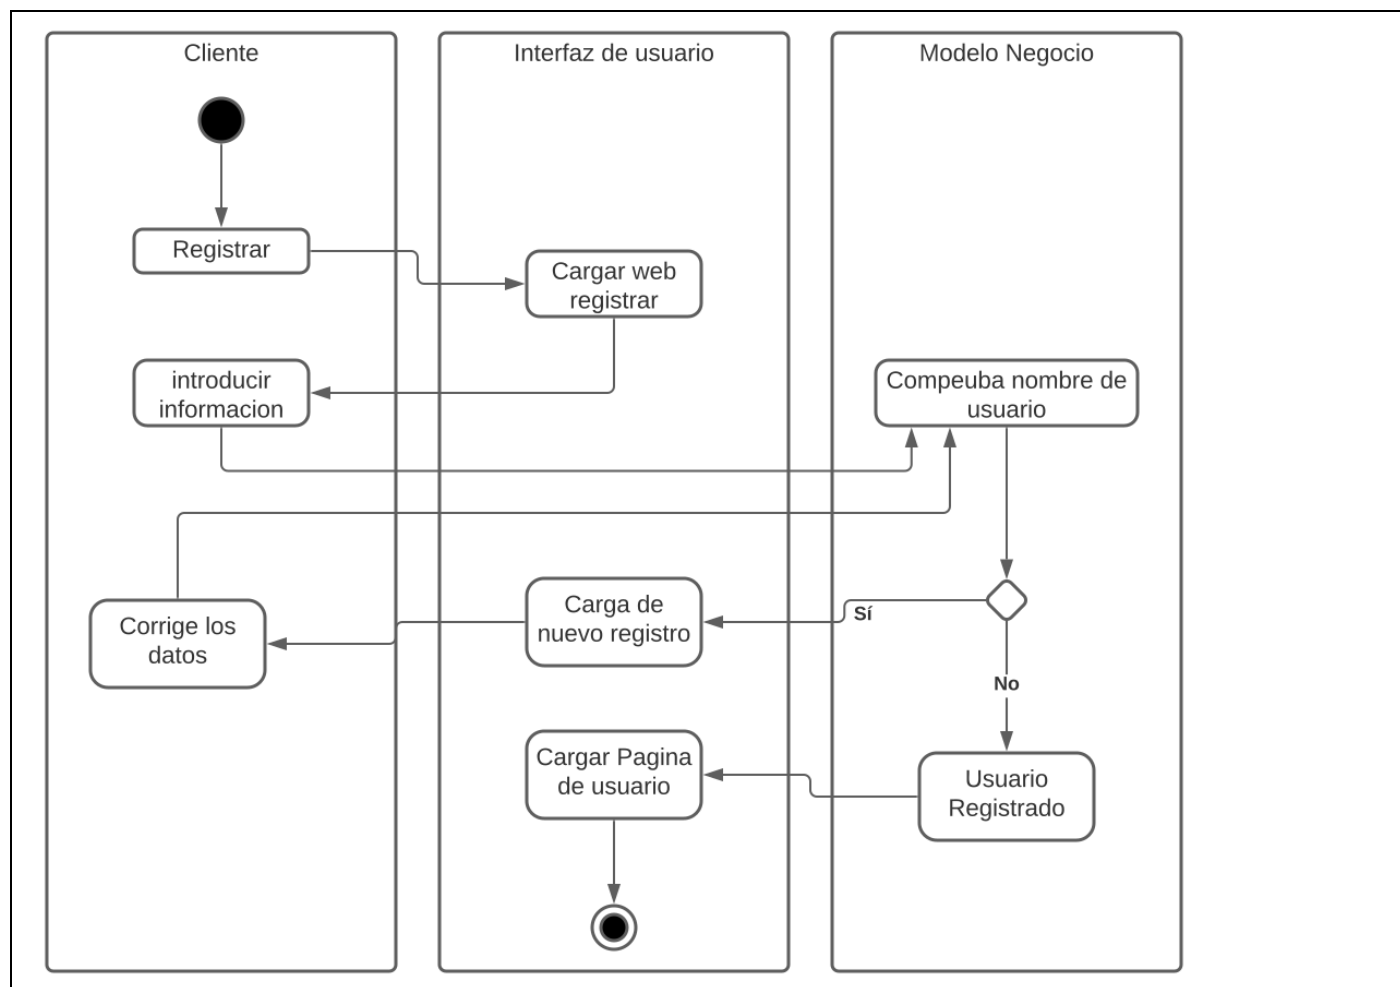 Cliente
Interfaz de usuario
Modelo Negocio
Registrar
Cargar web
registrar
introducir
informacion
Compeuba nombre de
usuario
Corrige los
datos
Carga de
nuevo registro
Sí
No
Cargar Pagina
de usuario
Usuario
Registrado